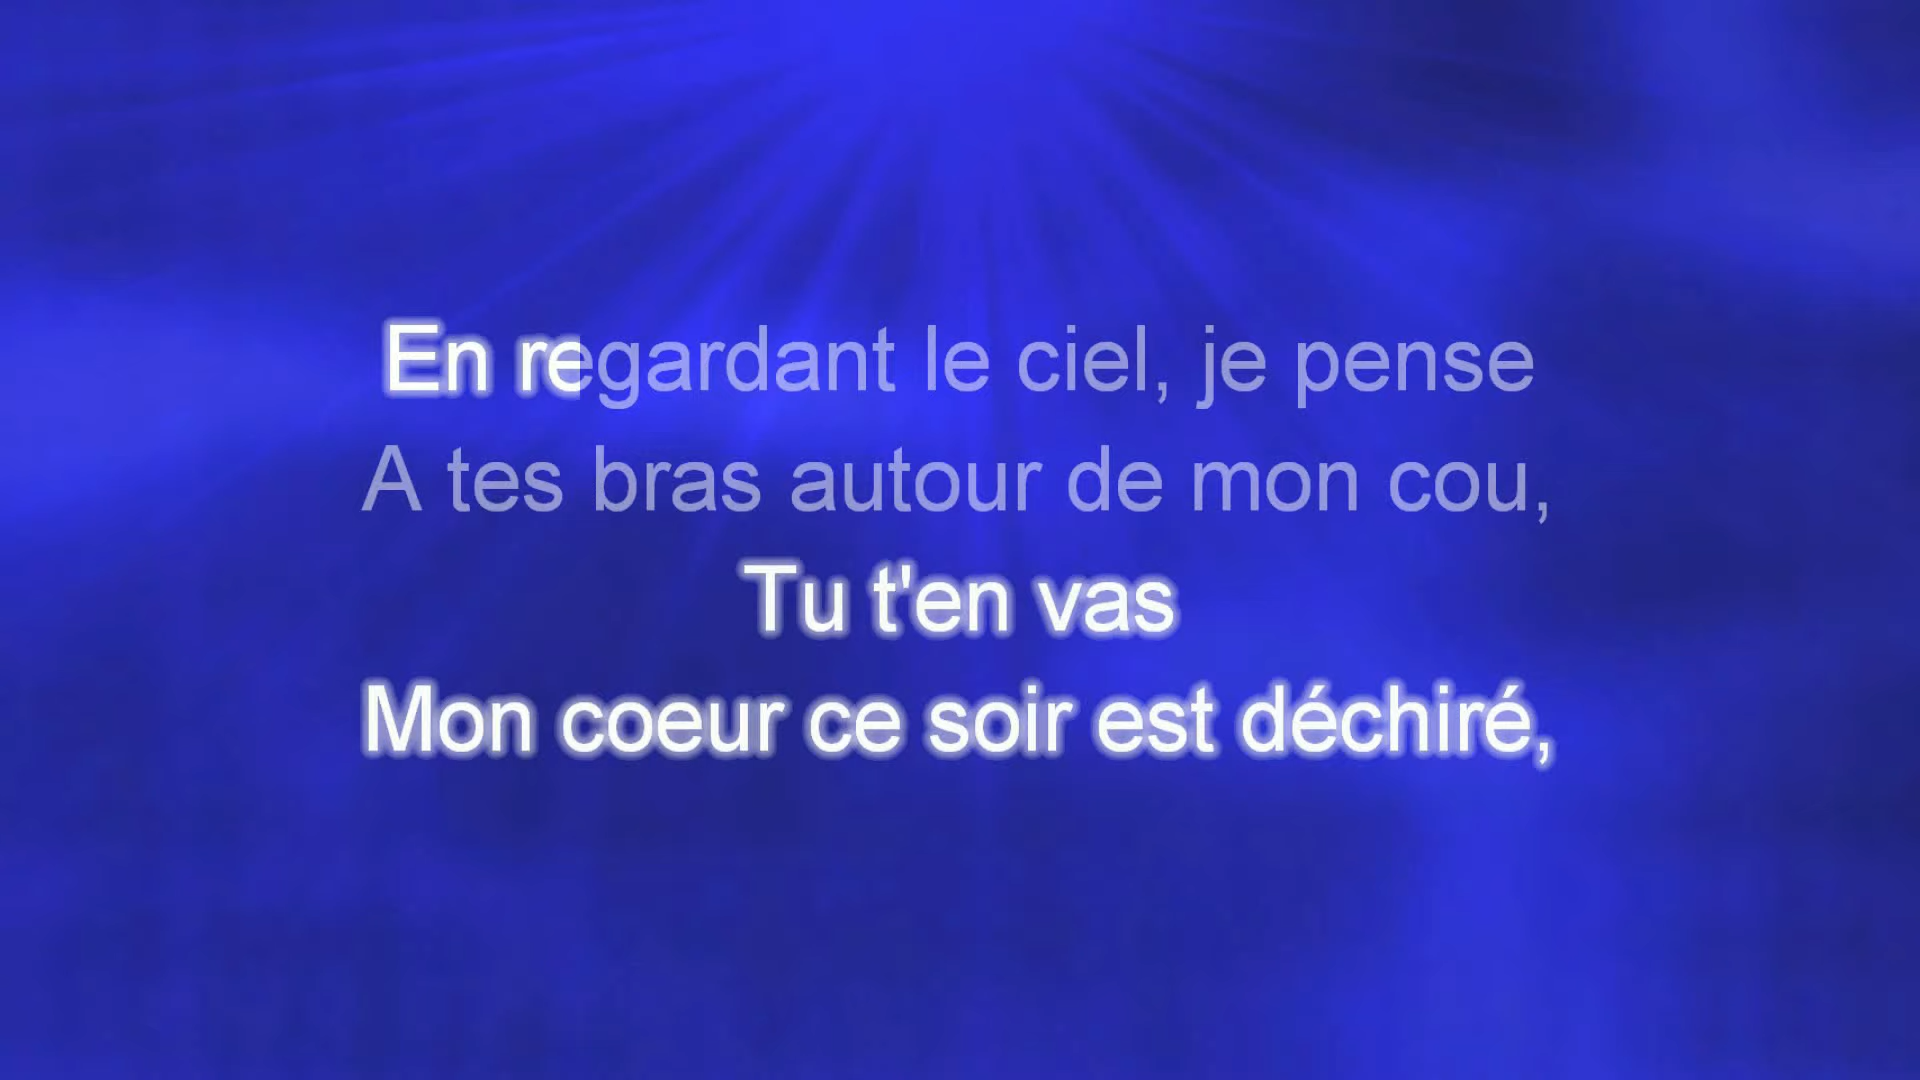 En regardant le ciel, je pense
A tes bras autour de mon cou,
Tu t'en vas
Mon coeur ce soir est déchiré,